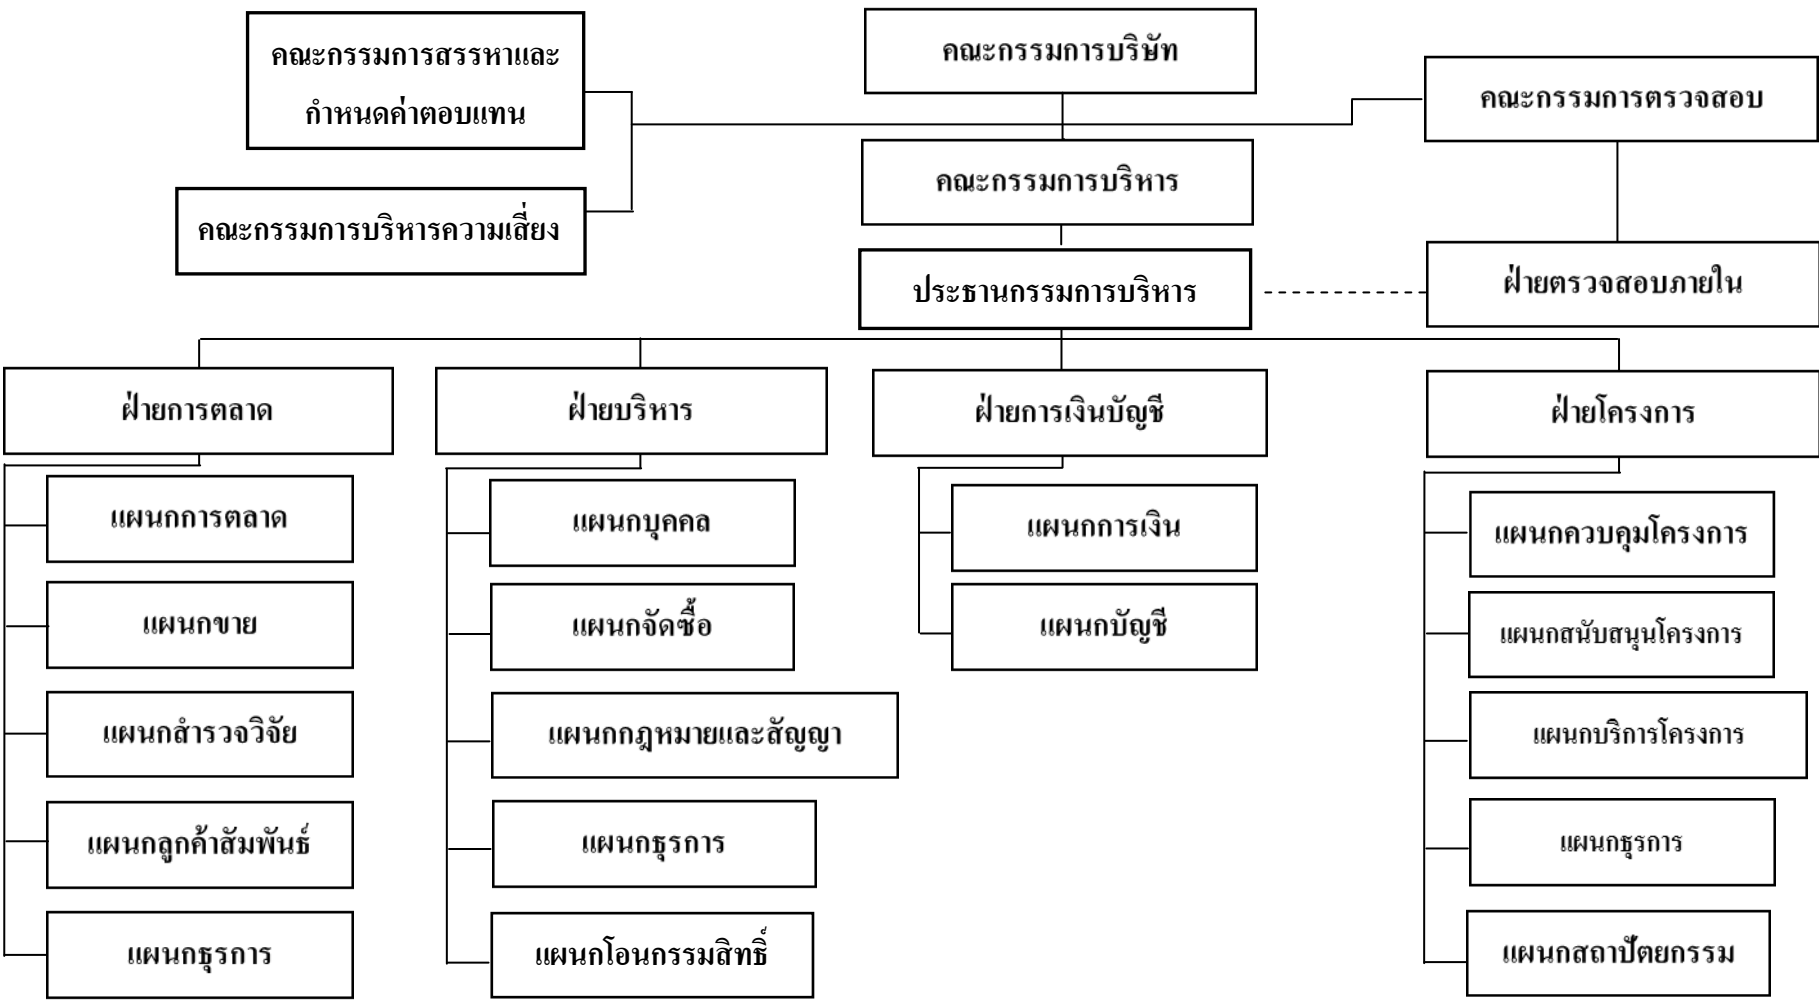 คณะกรรมการสรรหาและ
กำหนดค่าตอบแทน
คณะกรรมการบริษัท
คณะกรรมการตรวจสอบ
คณะกรรมการบริหาร
คณะกรรมการบริหารความเสี่ยง
ประธานกรรมการบริหาร
ฝ่ายตรวจสอบภายใน
ฝ่ายการตลาด
ฝ่ายบริหาร
ฝ่ายการเงินบัญชี
ฝ่ายโครงการ
แผนกการตลาด
แผนกขาย
แผนกสำรวจวิจัย
แผนกลูกค้าสัมพันธ์
แผนกธุรการ
แผนกบุคคล
แผนกจัดซื้อ
แผนกกฎหมายและสัญญา
แผนกธุรการ
แผนกโอนกรรมสิทธิ์
แผนกการเงิน
แผนกบัญชี
แผนกควบคุมโครงการ
แผนกสนับสนุนโครงการ
แผนกบริการโครงการ
แผนกธุรการ
แผนกสถาปัตยกรรม